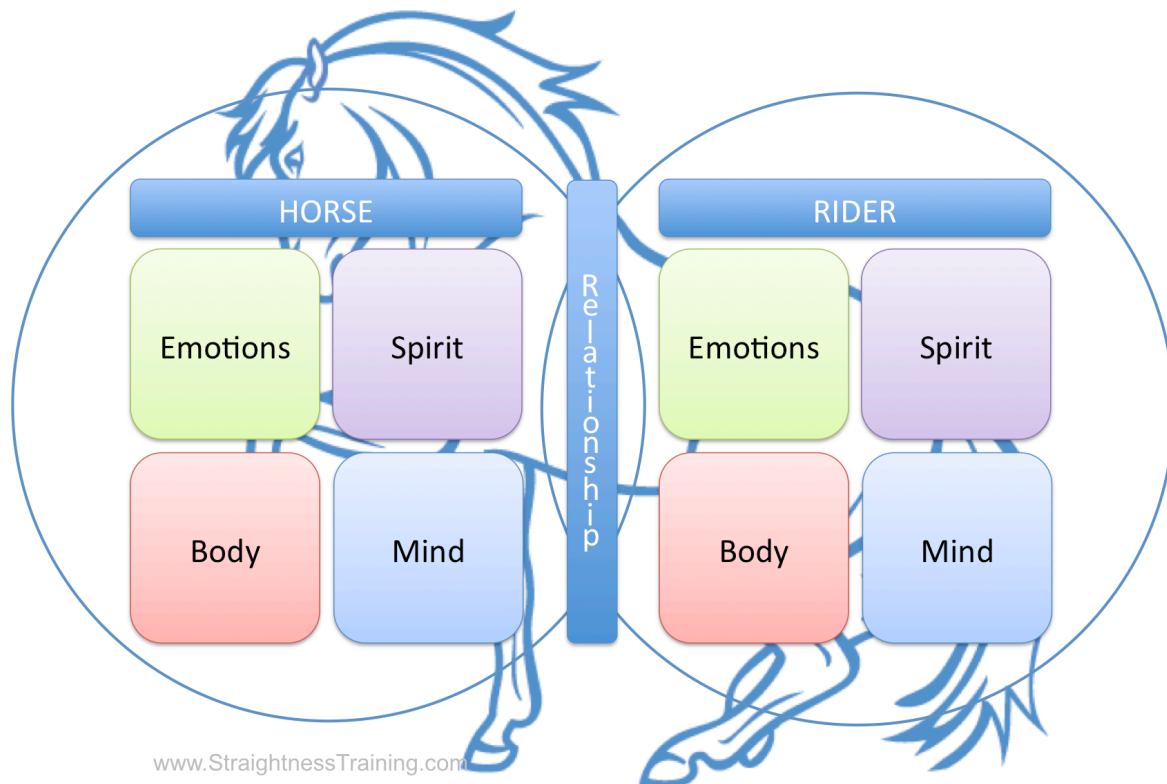 HORSE
RIDER
Relationship
Emotions
Spirit
Emotions
Spirit
Body
Mind
Body
Mind
www.StraightnessTraining.com